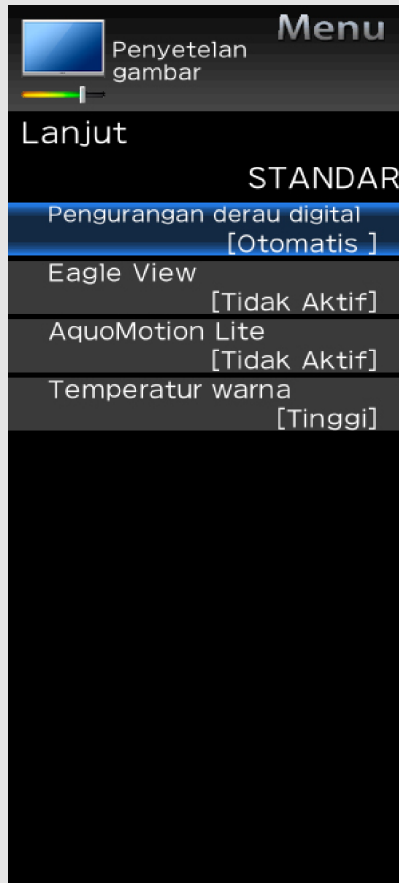 Menu
Penyetelan
gambar
Lanjut
STANDAR
Pengurangan derau digital
[Otomatis ]
Eagle View
[Tidak Aktif]
AquoMotion Lite
[Tidak Aktif]
Temperatur warna
[Tinggi]